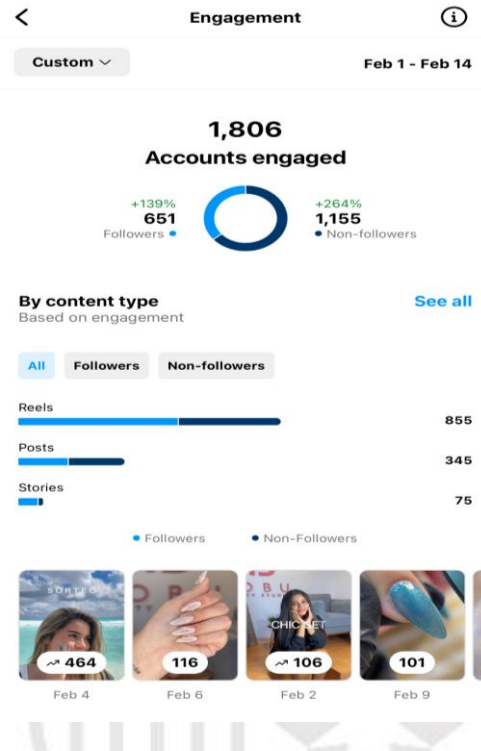 Engagement
Custom
Feb 1 - Feb 14
1,806
Accounts engaged
+139%
651
Followers
+264%
1,155
Non-followers
By content type
See all
Based on engagement
All
Followers
Non-followers
Reels
855
Posts
345
Stories
75
Followers
Non-Followers
SORTEO
464
116
CHIC SET
106
101
Feb 4
Feb 6
Feb 2
Feb 9